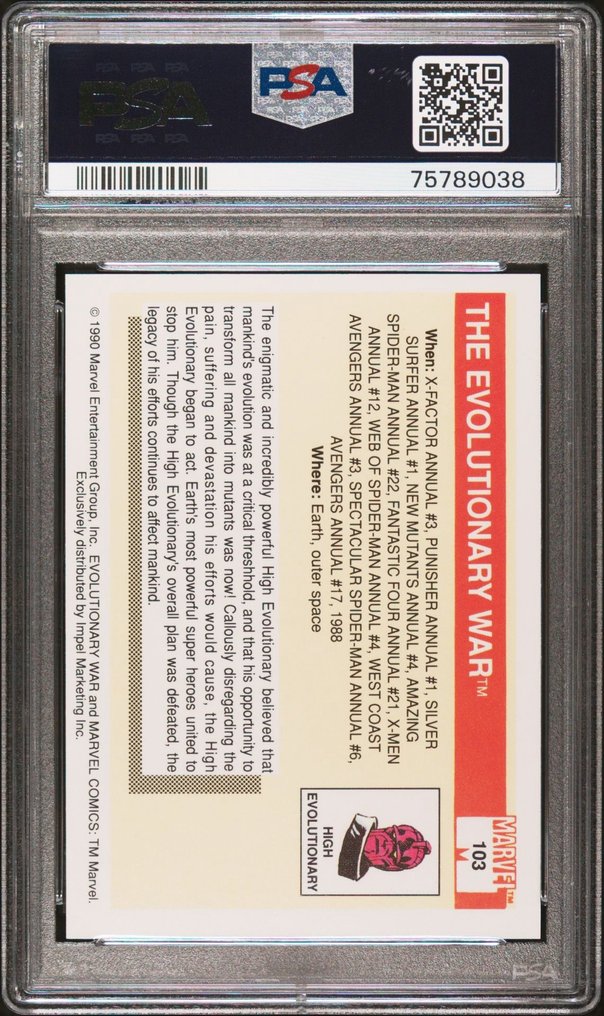 PSA
75789038
THE EVOLUTIONARY WAR™
MARVEL™
103
When: X-FACTOR ANNUAL #3, PUNISHER ANNUAL #1, SILVER
SURFER ANNUAL #1, NEW MUTANTS ANNUAL #4, AMAZING
SPIDER-MAN ANNUAL #22, FANTASTIC FOUR ANNUAL #21, X-MEN
ANNUAL #12, WEB OF SPIDER-MAN ANNUAL #4, WEST COAST
AVENGERS ANNUAL #3, SPECTACULAR SPIDER-MAN ANNUAL #6,
AVENGERS ANNUAL #17, 1988
Where: Earth, outer space
HIGH
EVOLUTIONARY
The enigmatic and incredibly powerful High Evolutionary believed that
mankind's evolution was at a critical threshhold, and that his opportunity to
transform all mankind into mutants was now! Callously disregarding the
pain, suffering and devastation his efforts would cause, the High
Evolutionary began to act. Earth's most powerful super heroes united to
stop him. Though the High Evolutionary's overall plan was defeated, the
legacy of his efforts continues to affect mankind.
© 1990 Marvel Entertainment Group, Inc. EVOLUTIONARY WAR and MARVEL COMICS: TM Marvel.
Exclusively distributed by Impel Marketing Inc.
PSA